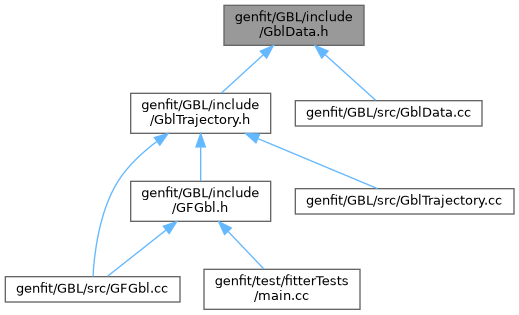 genfit/GBL/include
/GblData.h
genfit/GBL/include
/GblTrajectory.h
genfit/GBL/src/GblData.cc
genfit/GBL/include
/GFGbl.h
genfit/GBL/src/GblTrajectory.cc
genfit/GBL/src/GFGbl.cc
genfit/test/fitterTests
/main.cc